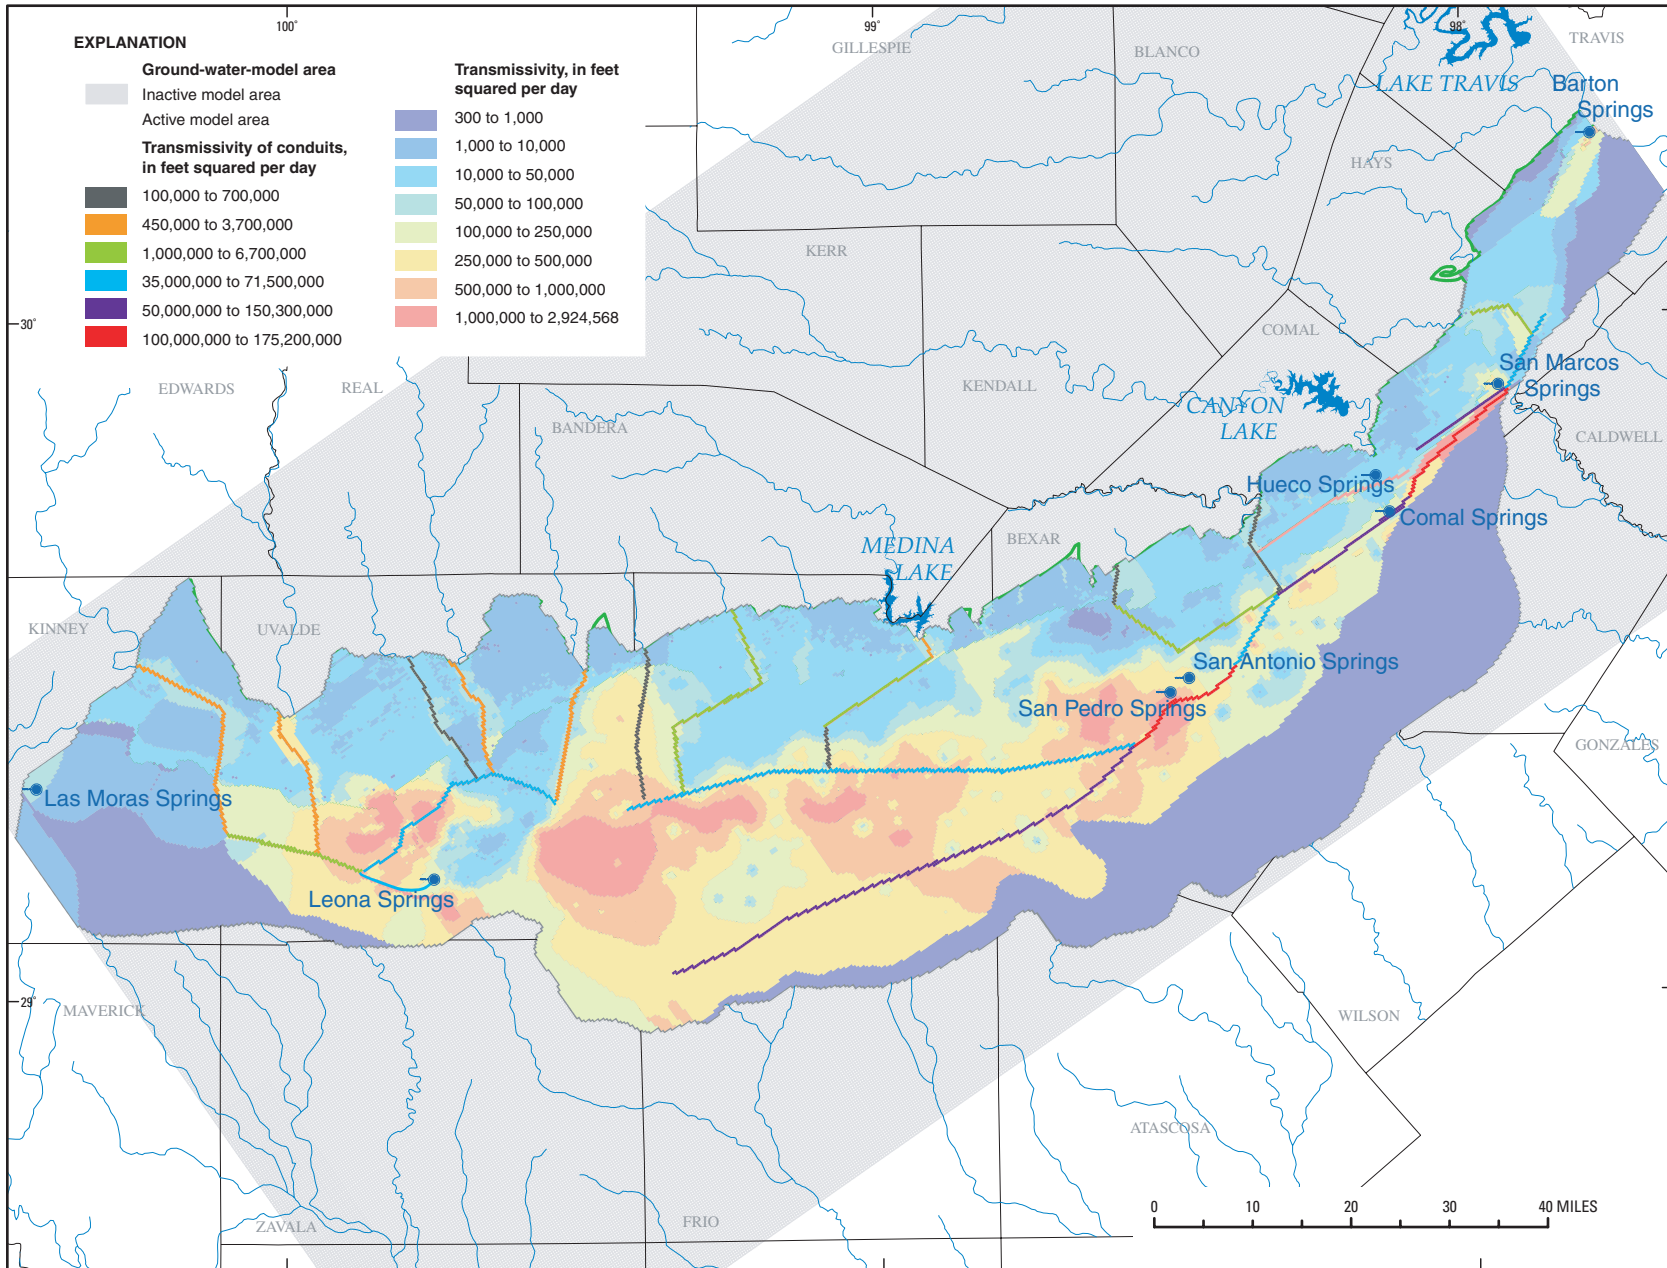 EXPLANATION
Ground-water-model area
Inactive model area
Active model area
Transmissivity of conduits,
in feet squared per day
100,000 to 700,000
450,000 to 3,700,000
1,000,000 to 6,700,000
35,000,000 to 71,500,000
50,000,000 to 150,300,000
100,000,000 to 175,200,000
Transmissivity, in feet
squared per day
300 to 1,000
1,000 to 10,000
10,000 to 50,000
50,000 to 100,000
100,000 to 250,000
250,000 to 500,000
500,000 to 1,000,000
1,000,000 to 2,924,568
100°
99°
98°
30°
29°
GILLESPIE
BLANCO
TRAVIS
LAKE TRAVIS
Barton
Springs
HAYS
KERR
COMAL
EDWARDS
REAL
KENDALL
San Marcos
Springs
CANYON
LAKE
BANDERA
CALDWELL
Hueco Springs
Comal Springs
MEDINA
LAKE
BEXAR
KINNEY
UVALDE
San Antonio Springs
San Pedro Springs
GONZALES
Las Moras Springs
Leona Springs
MAVERICK
WILSON
ATASCOSA
ZAVALA
FRIO
0 10 20 30 40 MILES